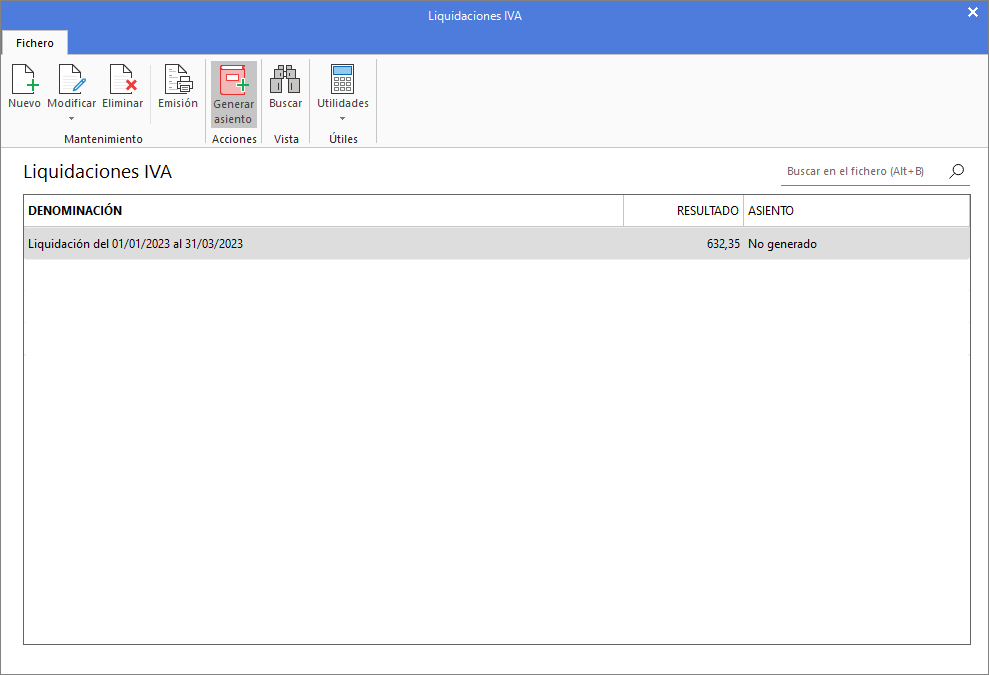 Liquidaciones IVA
Fichero
Nuevo
Modificar
Eliminar
Emisión
Generar
asiento
Buscar
Utilidades
Mantenimiento
Acciones
Vista
Útiles
Liquidaciones IVA
Buscar en el fichero (Alt+B)
DENOMINACIÓN RESULTADO ASIENTO
Liquidación del 01/01/2023 al 31/03/2023 632,35 No generado